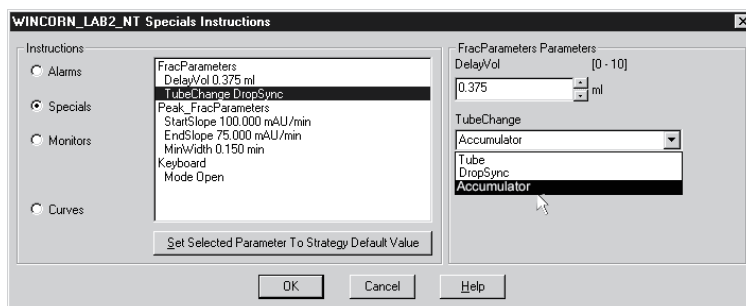 WINCORN_LAB2_NT Specials Instructions
Instructions
Alarms
Specials
Monitors
Curves
FracParameters
DelayVol 0.375 ml
TubeChange DropSync
Peak_FracParameters
StartSlope 100.000 mAU/min
EndSlope 75.000 mAU/min
MinWidth 0.150 min
Keyboard
Mode Open
Set Selected Parameter To Strategy Default Value
FracParameters Parameters
DelayVol [0 - 10]
0.375 ml
TubeChange
Accumulator
Tube
DropSync
Accumulator
OK Cancel Help